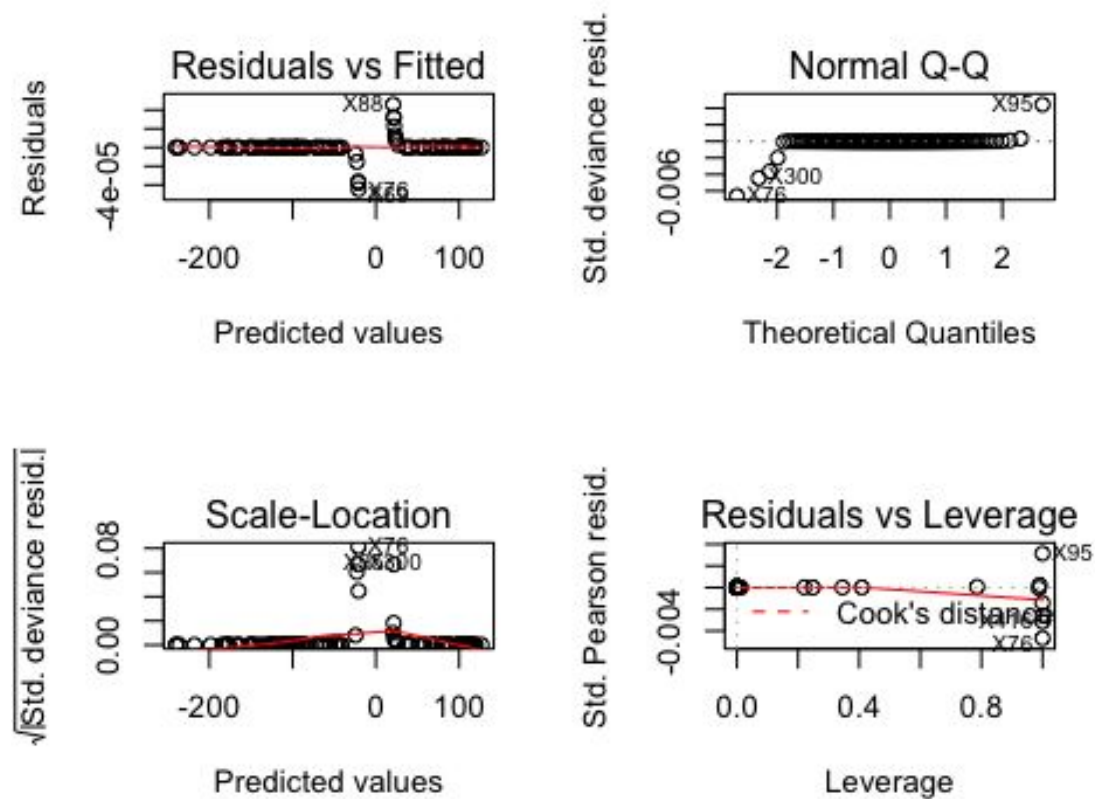 Residuals vs Fitted
Residuals
-4e-05
X88
X76
-200 0 100
Predicted values
Normal Q-Q
Std. deviance resid.
-0.006
X95
X300
X76
-2 -1 0 1 2
Theoretical Quantiles
Scale-Location
√|Std. deviance resid.|
0.00 0.08
X76
-200 0 100
Predicted values
Residuals vs Leverage
Std. Pearson resid.
-0.004
X95
Cook's distance
X76
0.0 0.4 0.8
Leverage